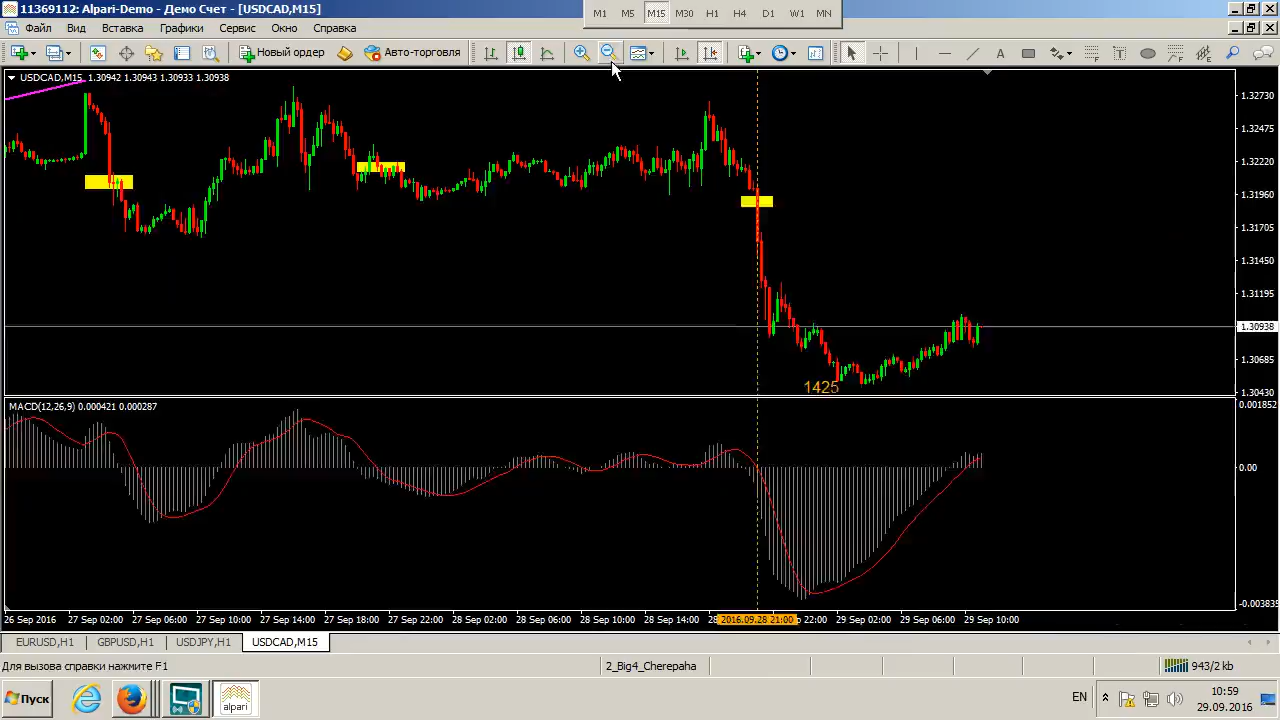 11369112: Alpari-Demo - Демо Счет - [USDCAD,M15]
M1 M5 M15 M30 H1 H4 D1 W1 MN
Файл Вид Вставка Графики Сервис Окно Справка
Новый ордер Авто-торговля
USDCAD,M15 1.30942 1.30943 1.30933 1.30938
1.32730
1.32475
1.32220
1.31960
1.31705
1.31450
1.31195
1.30938
1.30685
1.30430
1425
MACD(12,26,9) 0.000421 0.000287
0.001852
0.00
-0.003835
26 Sep 2016 27 Sep 02:00 27 Sep 06:00 27 Sep 10:00 27 Sep 14:00 27 Sep 18:00 27 Sep 22:00 28 Sep 02:00 28 Sep 06:00 28 Sep 10:00 28 Sep 14:00 28 2016.09.28 21:00 22:00 29 Sep 02:00 29 Sep 06:00 29 Sep 10:00
EURUSD,H1 GBPUSD,H1 USDJPY,H1 USDCAD,M15
Для вызова справки нажмите F1 2_Big4_Cherepaha 943/2 kb
Пуск alpari EN 10:59
29.09.2016